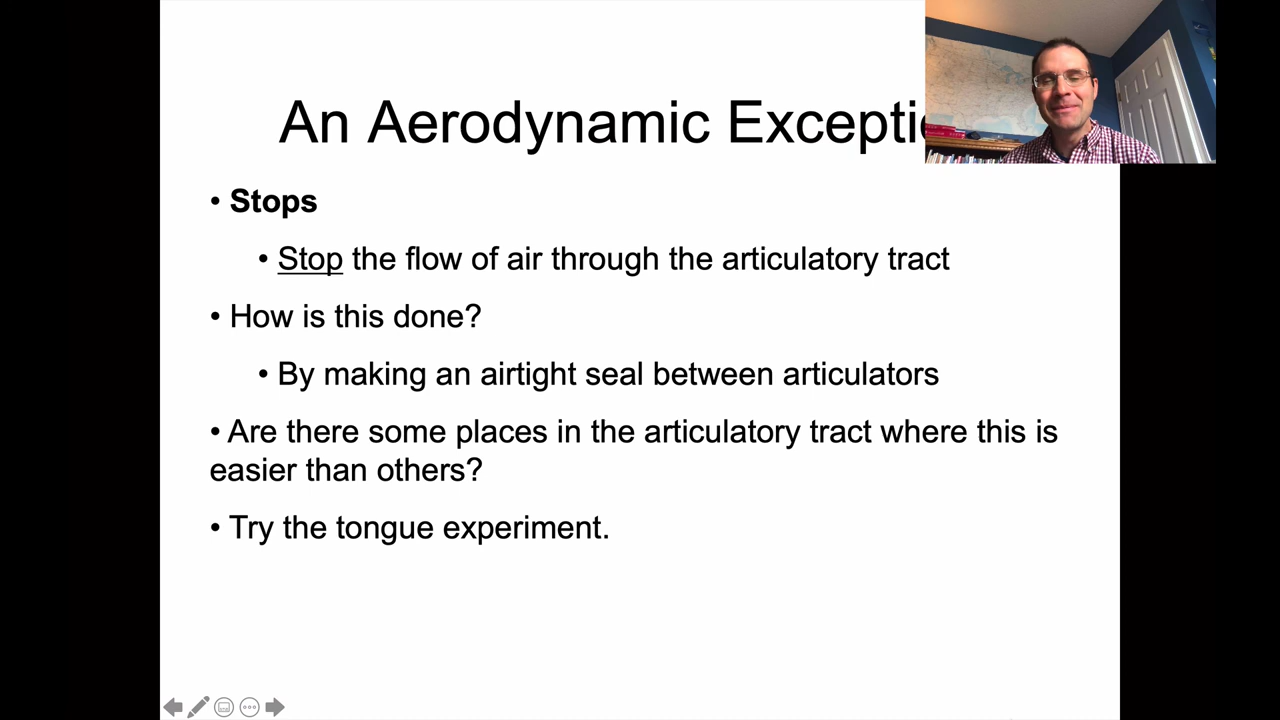 An Aerodynamic
• Stops
• Stop the flow of air through the articulatory tract
• How is this done?
• By making an airtight seal between articulators
• Are there some places in the articulatory tract where this is
easier than others?
• Try the tongue experiment.